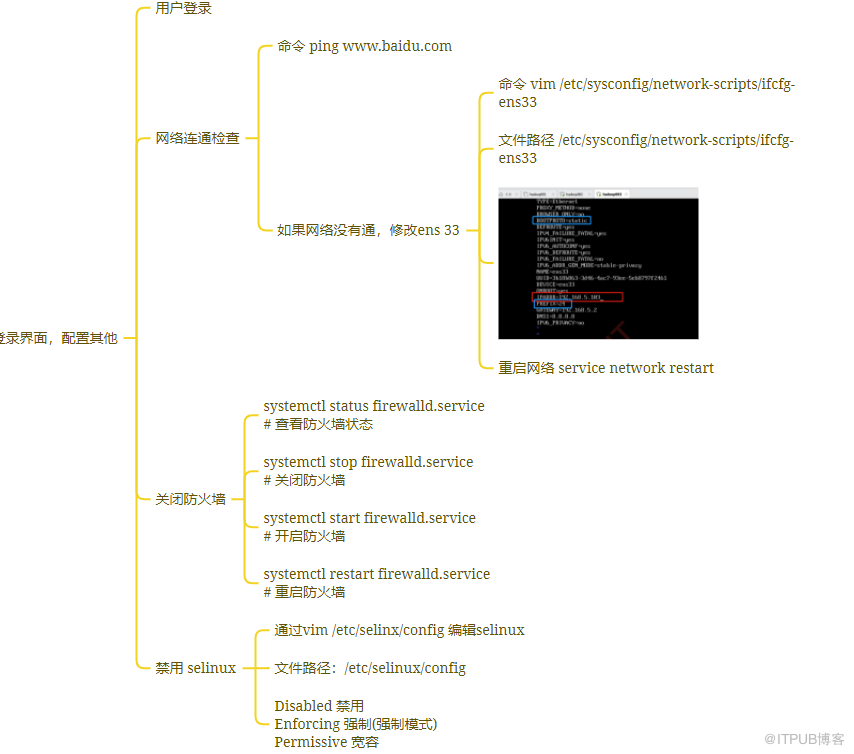 用户登录
命令 ping www.baidu.com
命令 vim /etc/sysconfig/network-scripts/ifcfg-
ens33
网络连通检查
文件路径 /etc/sysconfig/network-scripts/ifcfg-
ens33
TYPE=Ethernet
PROXY_METHOD=none
BROWSER_ONLY=no
BOOTPROTO=static
DEFROUTE=yes
IPV4_FAILURE_FATAL=yes
IPV6INIT=yes
IPV6_AUTOCONF=yes
IPV6_DEFROUTE=yes
IPV6_FAILURE_FATAL=no
IPV6_ADDR_GEN_MODE=stable-privacy
NAME=ens33
DEVICE=ens33
ONBOOT=yes
IPADDR=192.168.5.103
PREFIX=24
GATEWAY=192.168.5.2
DNS1=8.8.8.8
IPV6_PRIVACY=no
如果网络没有通，修改ens 33
登录界面，配置其他
重启网络 service network restart
systemctl status firewalld.service
# 查看防火墙状态
systemctl stop firewalld.service
# 关闭防火墙
关闭防火墙
systemctl start firewalld.service
# 开启防火墙
systemctl restart firewalld.service
# 重启防火墙
通过vim /etc/selinx/config 编辑selinux
禁用 selinux
文件路径：/etc/selinux/config
Disabled 禁用
Enforcing 强制(强制模式)
Permissive 宽容
@ITPUB博客